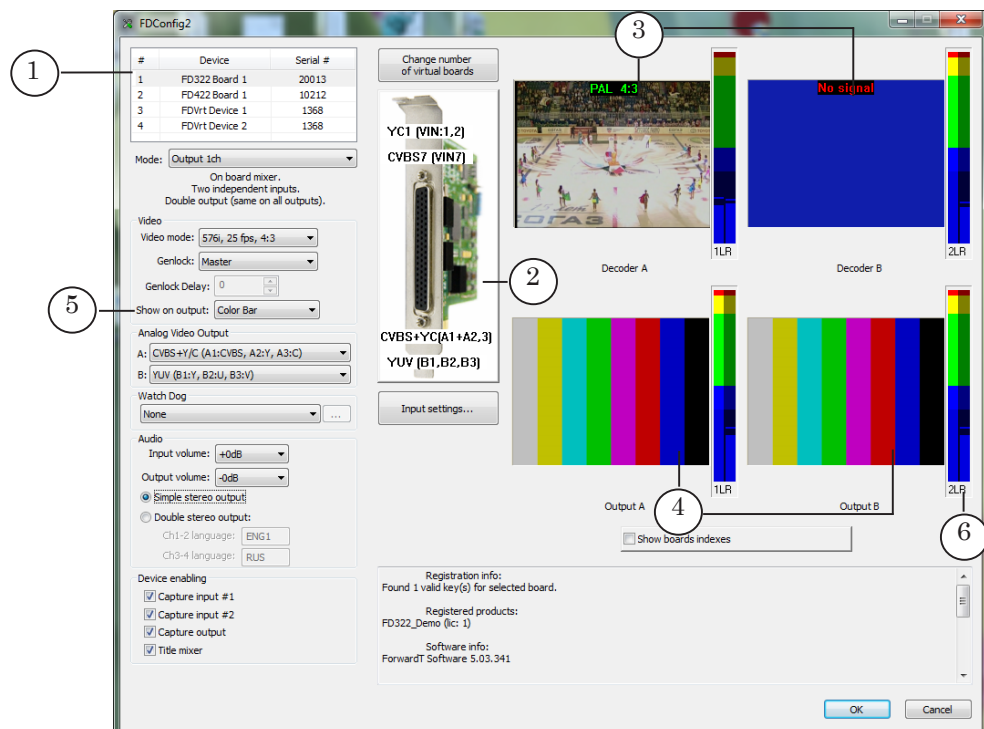 FDConfig2
# Device Serial #
1 FD322 Board 1 20013
2 FD422 Board 1 10212
3 FDVrt Device 1 1368
4 FDVrt Device 2 1368
Mode: Output 1ch
On board mixer.
Two independent inputs.
Double output (same on all outputs).
Video
Video mode: 576i, 25 fps, 4:3
Genlock: Master
Genlock Delay: 0
Show on output: Color Bar
Analog Video Output
A: CVBS+Y/C (A1:CVBS, A2:Y, A3:C)
B: YUV (B1:Y, B2:U, B3:V)
Watch Dog
None ...
Audio
Input volume: +0dB
Output volume: -0dB
Simple stereo output
Double stereo output:
Ch1-2 language: ENG1
Ch3-4 language: RUS
Device enabling
Capture input #1
Capture input #2
Capture output
Title mixer
Change number
of virtual boards
YC1 (VIN:1,2)
CVBS7 (VIN7)
CVBS+YC(A1+A2,3)
YUV (B1,B2,B3)
Input settings...
PAL 4:3
15 лет
СОГАЗ
1LR
Decoder A
No signal
2LR
Decoder B
1LR
Output A
2LR
Output B
Show boards indexes
Registration info:
Found 1 valid key(s) for selected board.
Registered products:
FD322_Demo (lic: 1)
Software info:
ForwardT Software 5.03.341
OK
Cancel
1
2
3
4
5
6